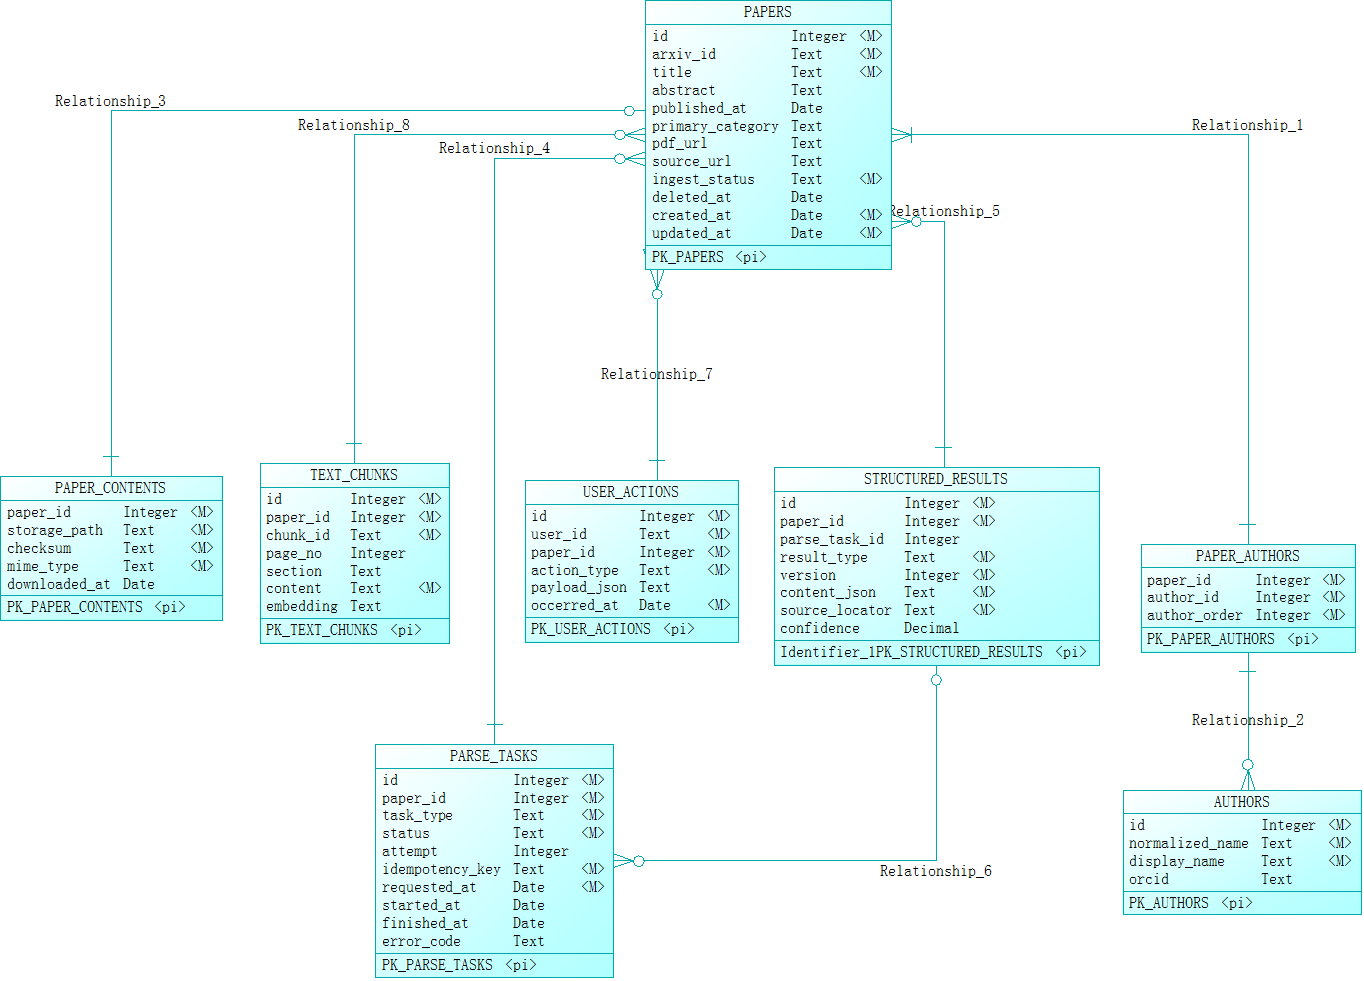 PAPERS
id Integer <M>
arxiv_id Text <M>
title Text <M>
abstract Text
published_at Date
primary_category Text
pdf_url Text
source_url Text
ingest_status Text <M>
deleted_at Date
created_at Date <M>
updated_at Date <M>
PK_PAPERS <pi>
Relationship_3
Relationship_8
Relationship_4
Relationship_1
Relationship_5
Relationship_7
PAPER_CONTENTS
paper_id Integer <M>
storage_path Text <M>
checksum Text <M>
mime_type Text <M>
downloaded_at Date
PK_PAPER_CONTENTS <pi>
TEXT_CHUNKS
id Integer <M>
paper_id Integer <M>
chunk_id Text <M>
page_no Integer
section Text
content Text <M>
embedding Text
PK_TEXT_CHUNKS <pi>
USER_ACTIONS
id Integer <M>
user_id Text <M>
paper_id Integer <M>
action_type Text <M>
payload_json Text
occerred_at Date <M>
PK_USER_ACTIONS <pi>
STRUCTURED_RESULTS
id Integer <M>
paper_id Integer <M>
parse_task_id Integer
result_type Text <M>
version Integer <M>
content_json Text <M>
source_locator Text <M>
confidence Decimal
Identifier_1PK_STRUCTURED_RESULTS <pi>
PAPER_AUTHORS
paper_id Integer <M>
author_id Integer <M>
author_order Integer <M>
PK_PAPER_AUTHORS <pi>
Relationship_2
PARSE_TASKS
id Integer <M>
paper_id Integer <M>
task_type Text <M>
status Text <M>
attempt Integer
idempotency_key Text <M>
requested_at Date <M>
started_at Date
finished_at Date
error_code Text
PK_PARSE_TASKS <pi>
Relationship_6
AUTHORS
id Integer <M>
normalized_name Text <M>
display_name Text <M>
orcid Text
PK_AUTHORS <pi>